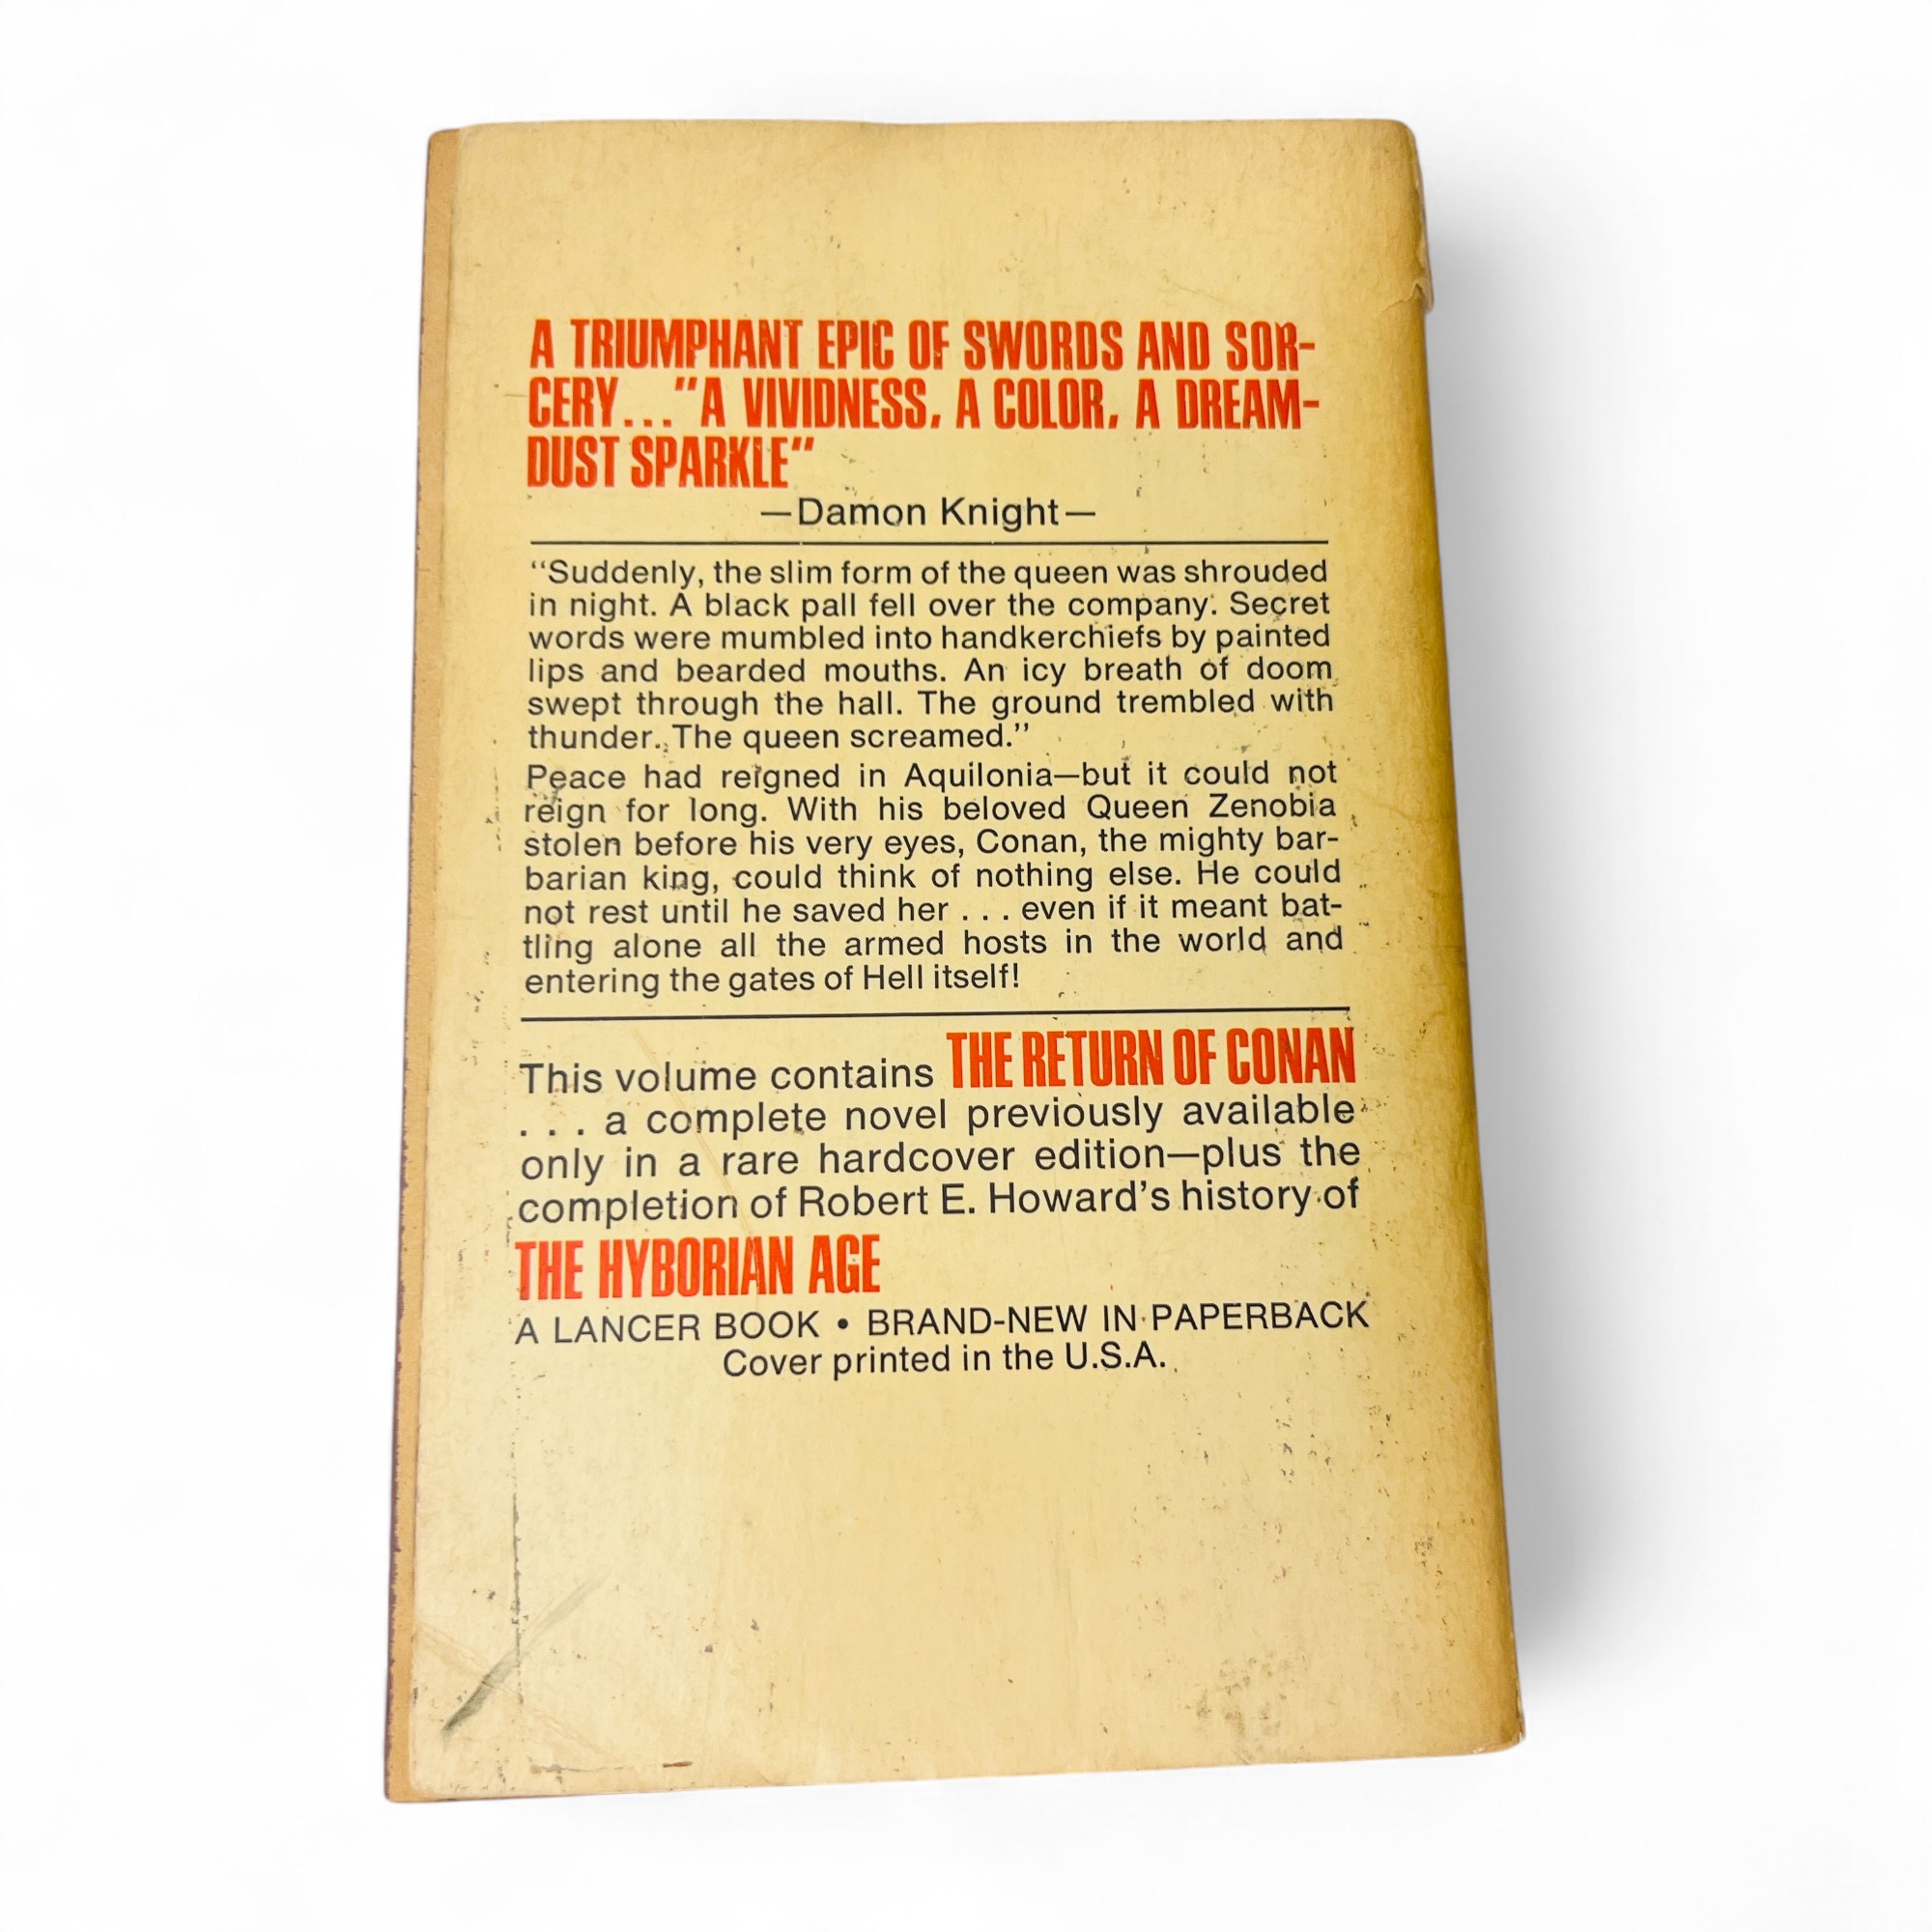 A TRIUMPHANT EPIC OF SWORDS AND SOR-
CERY..."A VIVIDNESS, A COLOR, A DREAM-
DUST SPARKLE"
—Damon Knight—
"Suddenly, the slim form of the queen was shrouded
in night. A black pall fell over the company. Secret
words were mumbled into handkerchiefs by painted
lips and bearded mouths. An icy breath of doom
swept through the hall. The ground trembled with
thunder. The queen screamed."
Peace had reigned in Aquilonia—but it could not
reign for long. With his beloved Queen Zenobia
stolen before his very eyes, Conan, the mighty bar-
barian king, could think of nothing else. He could
not rest until he saved her . . . even if it meant bat-
tling alone all the armed hosts in the world and
entering the gates of Hell itself!
This volume contains THE RETURN OF CONAN
. . . a complete novel previously available
only in a rare hardcover edition—plus the
completion of Robert E. Howard's history of
THE HYBORIAN AGE
A LANCER BOOK • BRAND-NEW IN PAPERBACK
Cover printed in the U.S.A.